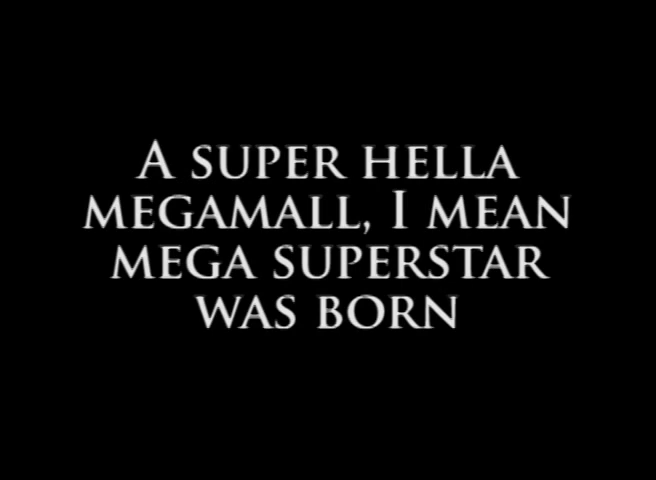 A SUPER HELLA
MEGAMALL, I MEAN
MEGA SUPERSTAR
WAS BORN